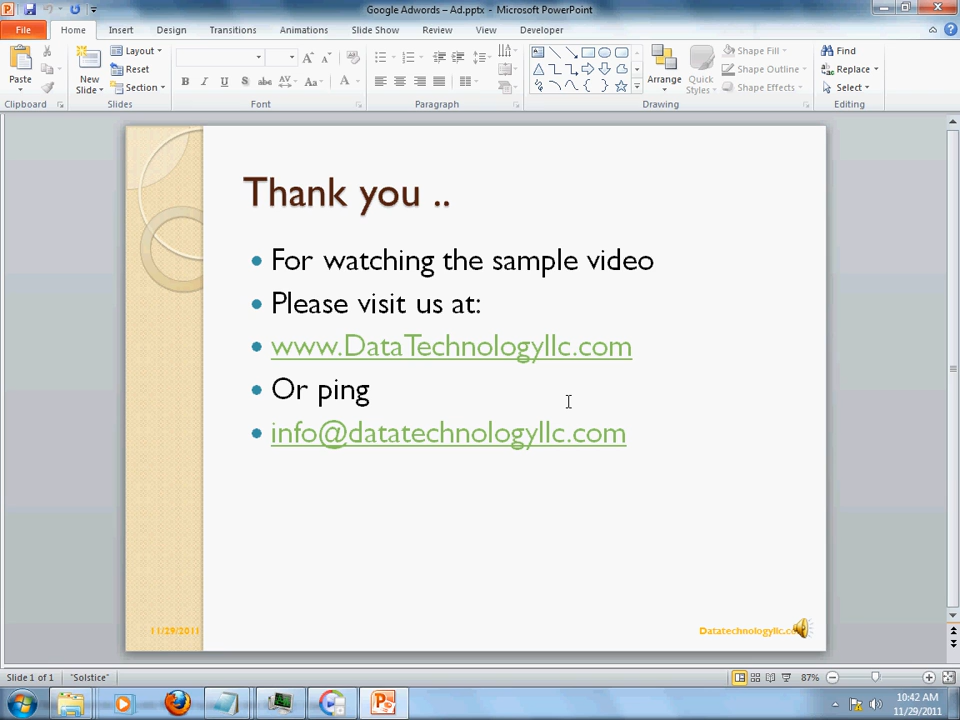 Google Adwords – Ad.pptx - Microsoft PowerPoint
File Home Insert Design Transitions Animations Slide Show Review View Developer
Paste
Clipboard
New Slide
Layout
Reset
Section
Slides
Font
Paragraph
Arrange
Quick Styles
Shape Fill
Shape Outline
Shape Effects
Drawing
Find
Replace
Select
Editing
Thank you ..
For watching the sample video
Please visit us at:
www.DataTechnologyllc.com
Or ping
info@datatechnologyllc.com
11/29/2011
Slide 1 of 1 "Solstice" 87%
10:42 AM
11/29/2011